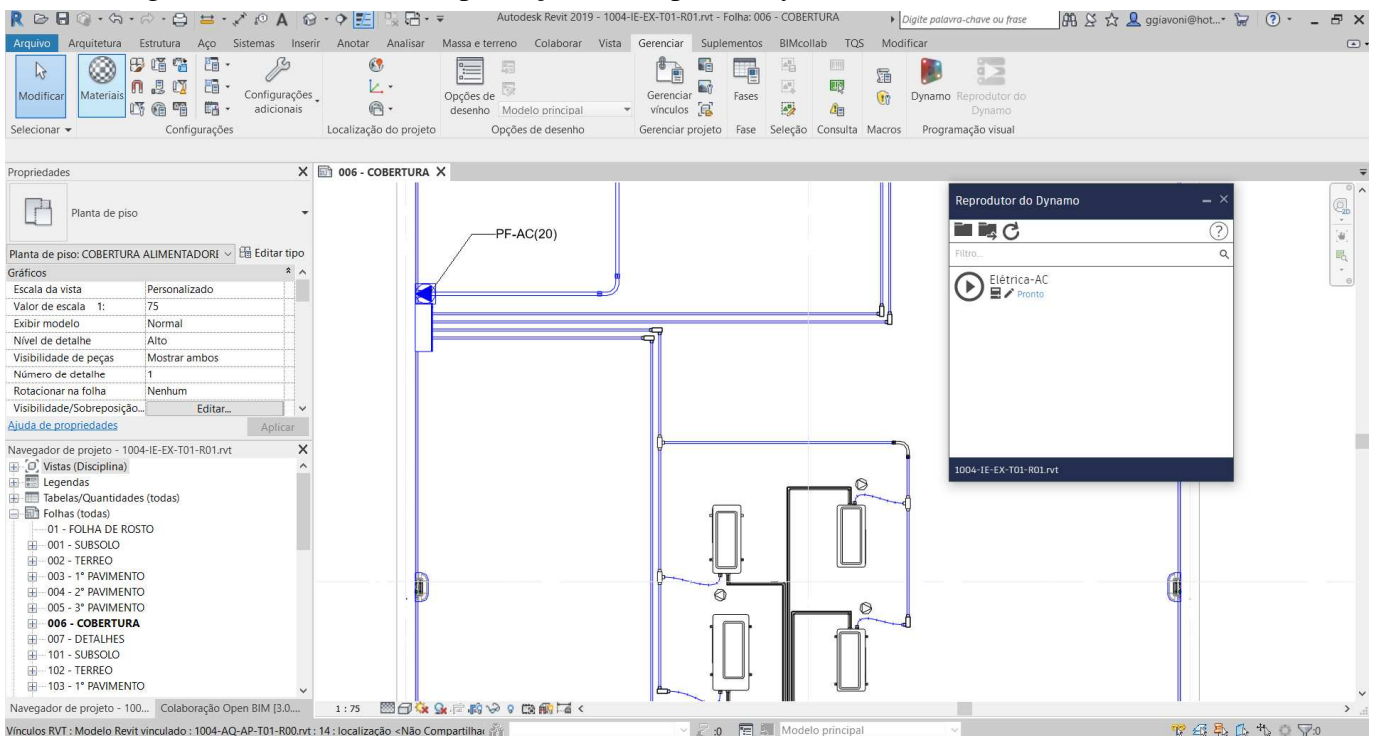 Autodesk Revit 2019 - 1004-IE-EX-T01-R01.rvt - Folha: 006 - COBERTURA
Digite palavra-chave ou frase
ggiavoni@hot...
Arquivo Arquitetura Estrutura Aço Sistemas Inserir Anotar Analisar Massa e terreno Colaborar Vista Gerenciar Suplementos BIMcollab TQS Modificar
Modificar
Materiais
Configurações
adicionais
Opções de
desenho
Modelo principal
Gerenciar
vínculos
Fases
Dynamo
Reprodutor do
Dynamo
Selecionar
Configurações
Localização do projeto
Opções de desenho
Gerenciar projeto
Fase
Seleção
Consulta
Macros
Programação visual
Propriedades
006 - COBERTURA
Planta de piso
Planta de piso: COBERTURA ALIMENTADORE
Editar tipo
Gráficos
Escala da vista Personalizado
Valor de escala 1: 75
Exibir modelo Normal
Nível de detalhe Alto
Visibilidade de peças Mostrar ambos
Número de detalhe 1
Rotacionar na folha Nenhum
Visibilidade/Sobreposição... Editar...
Ajuda de propriedades Aplicar
Navegador de projeto - 1004-IE-EX-T01-R01.rvt
Vistas (Disciplina)
Legendas
Tabelas/Quantidades (todas)
Folhas (todas)
01 - FOLHA DE ROSTO
001 - SUBSOLO
002 - TERREO
003 - 1° PAVIMENTO
004 - 2° PAVIMENTO
005 - 3° PAVIMENTO
006 - COBERTURA
007 - DETALHES
101 - SUBSOLO
102 - TERREO
103 - 1° PAVIMENTO
Navegador de projeto - 100... Colaboração Open BIM [3.0....
PF-AC(20)
Reprodutor do Dynamo
Filtro...
Elétrica-AC
Pronto
1004-IE-EX-T01-R01.rvt
1 : 75
Vínculos RVT : Modelo Revit vinculado : 1004-AQ-AP-T01-R00.rvt : 14 : localização <Não Compartilha
:0
Modelo principal
:0